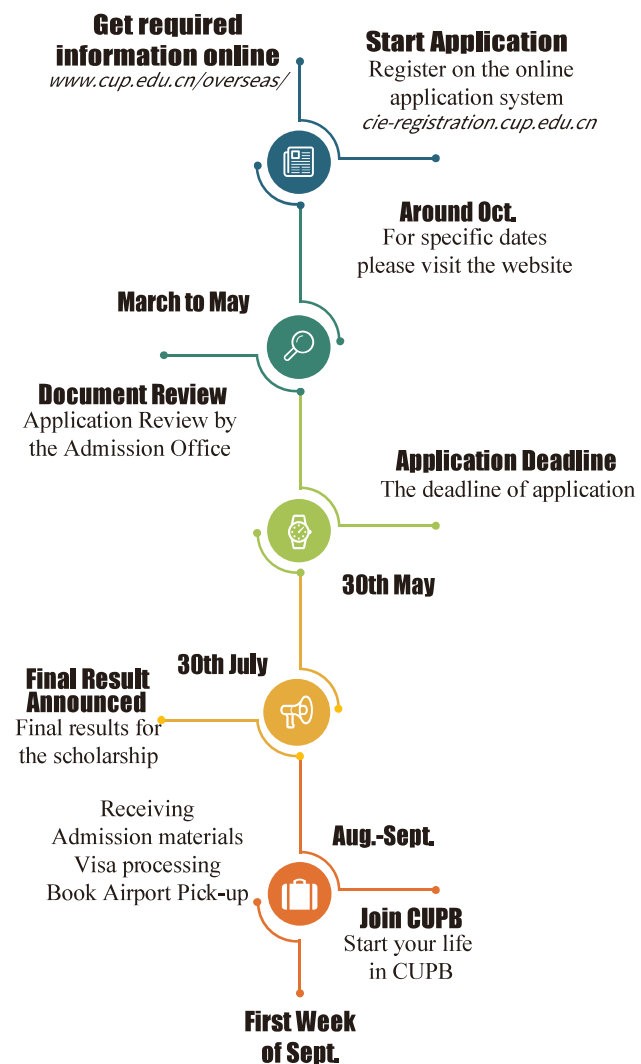 Get required
information online
www.cup.edu.cn/overseas/
Start Application
Register on the online
application system
cie-registration.cup.edu.cn
Around Oct.
For specific dates
please visit the website
March to May
Document Review
Application Review by
the Admission Office
Application Deadline
The deadline of application
30th May
30th July
Final Result
Announced
Final results for
the scholarship
Receiving
Admission materials
Visa processing
Book Airport Pick-up
Aug.-Sept.
Join CUPB
Start your life
in CUPB
First Week
of Sept.